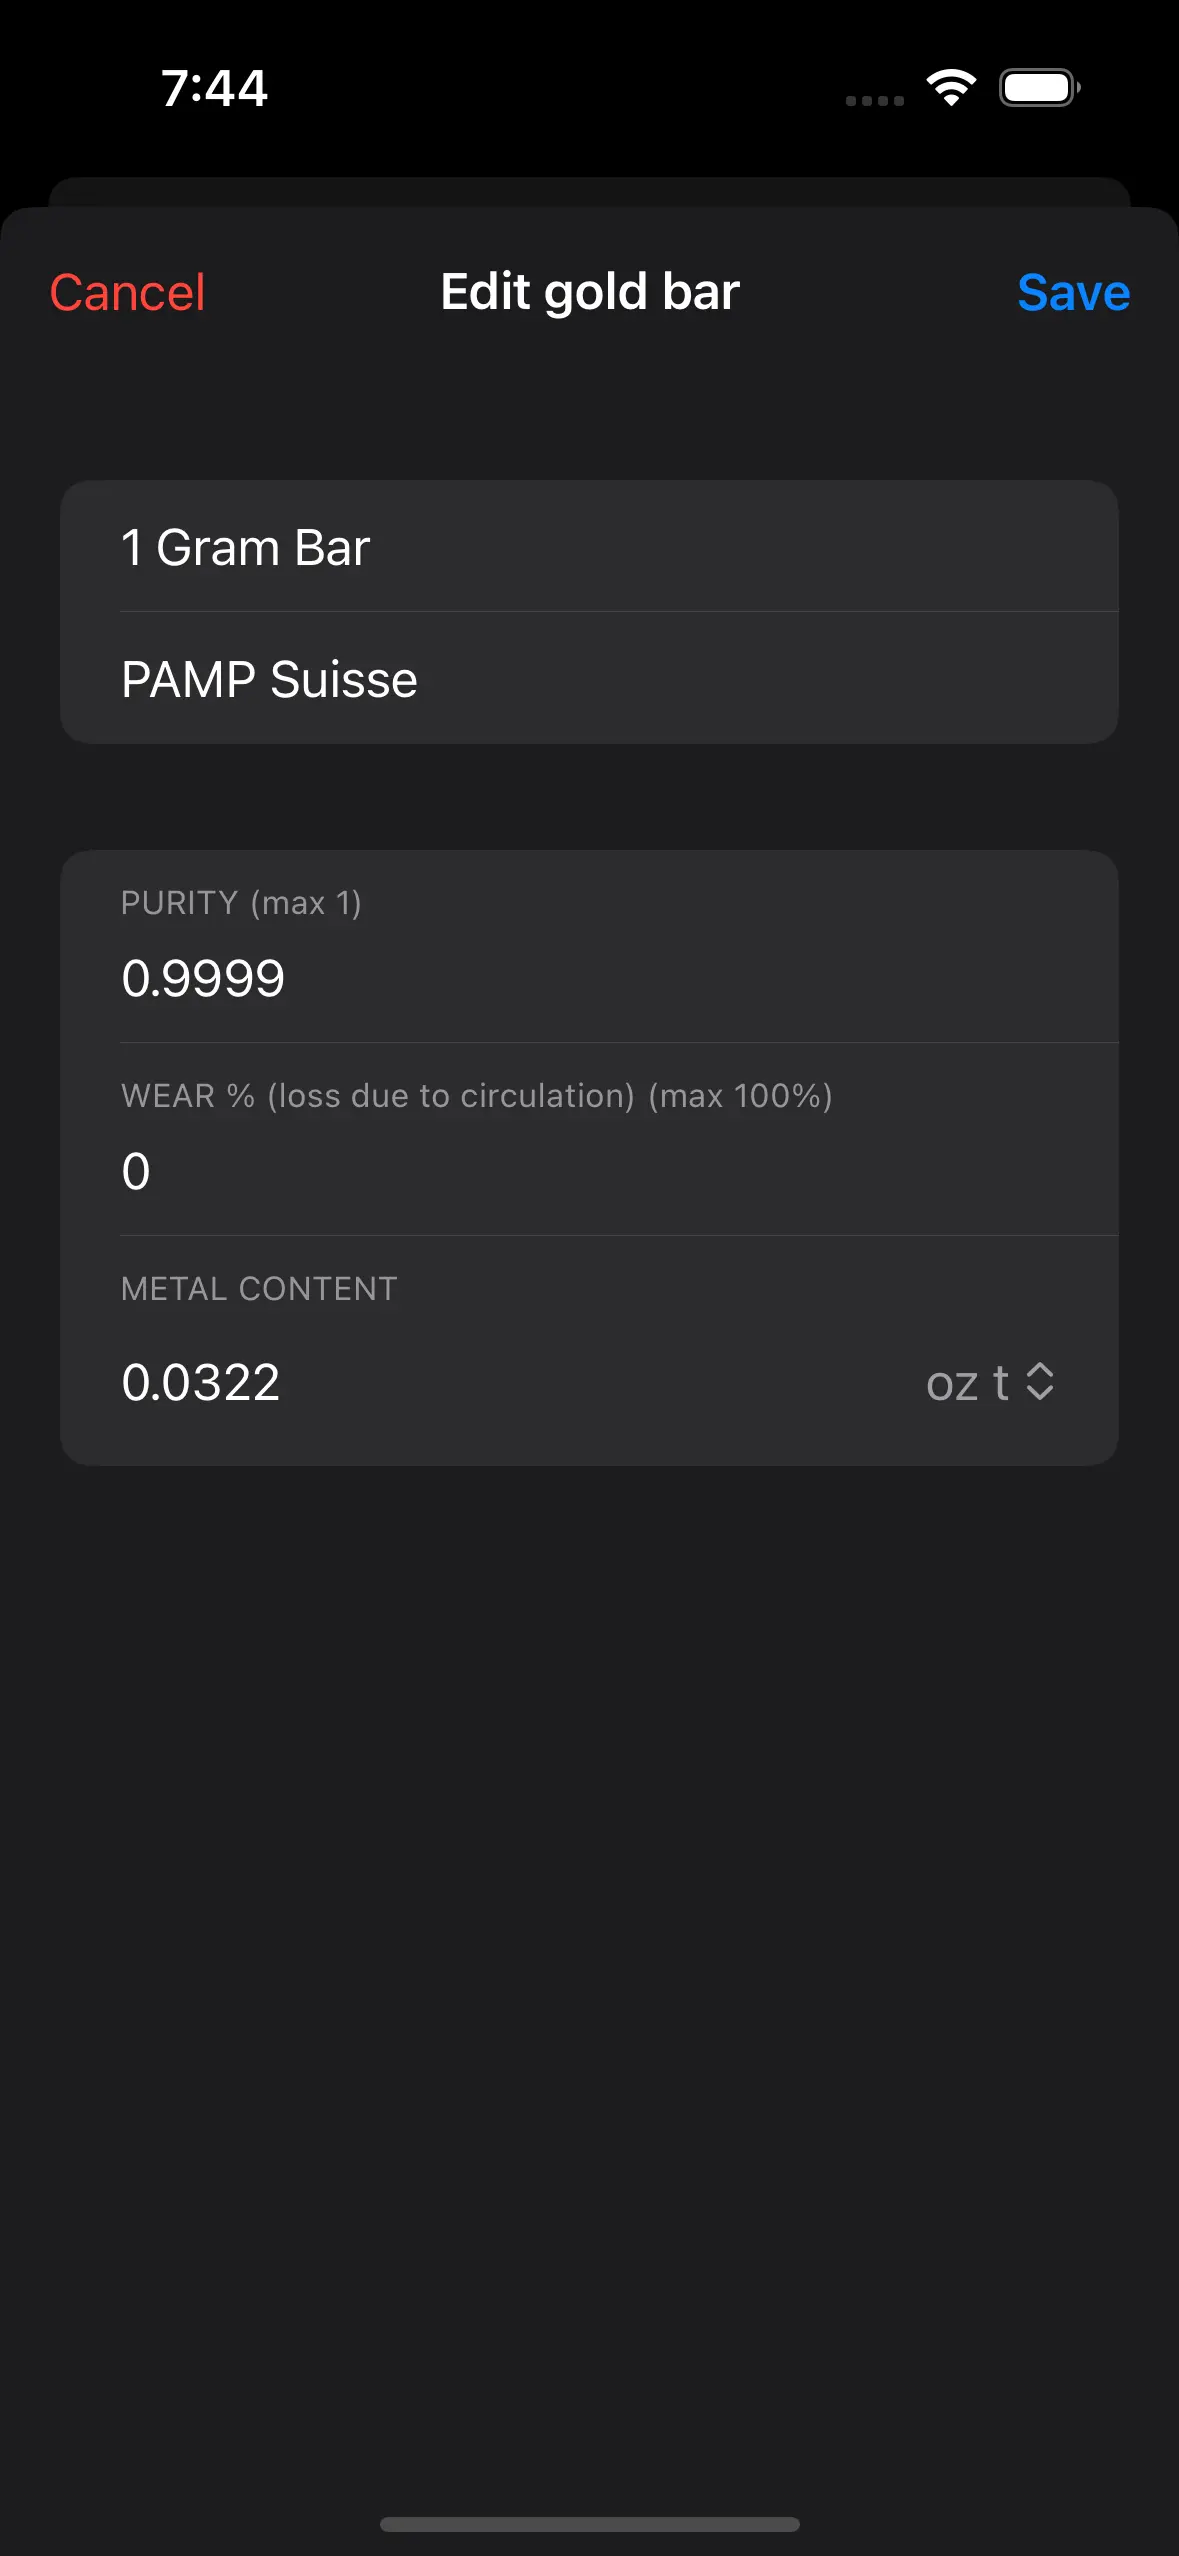 7:44
Cancel
Edit gold bar
Save
1 Gram Bar
PAMP Suisse
PURITY (max 1)
0.9999
WEAR % (loss due to circulation) (max 100%)
0
METAL CONTENT
0.0322
oz t